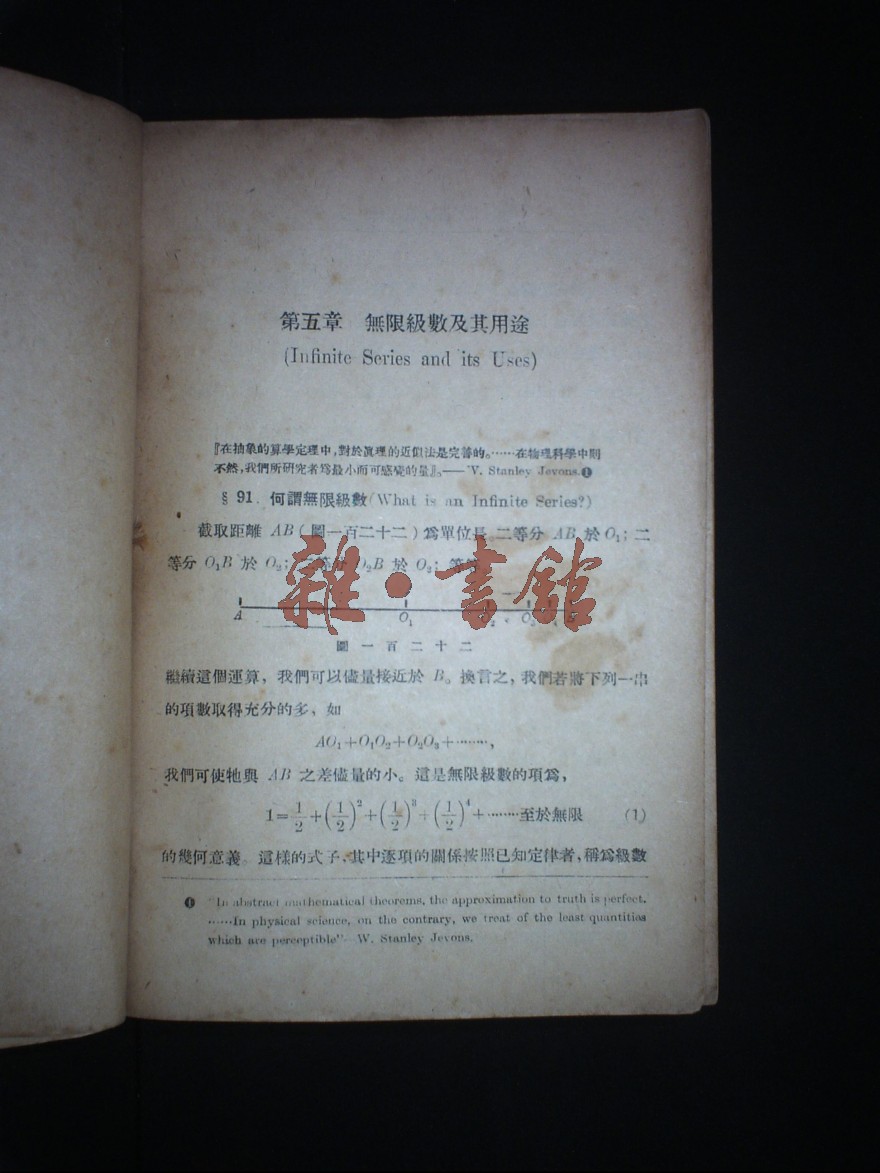 第五章 無限級數及其用途
(Infinite Series and its Uses)
『在抽象的算學定理中,對於眞理的近似法是完善的。……在物理科學中則
不然,我們所研究者爲最小而可感覺的量』。——W. Stanley Jevons.❶
§ 91. 何謂無限級數(What is an Infinite Series?)
截取距離 AB(圖一百二十二)爲單位長 二等分 AB 於 O₁; 二
等分 O₁B 於 O₂; 二等分 O₂B 於 O₃; 等等
雜·書館
A O₁ O₂ O₃
圖一百二十二
繼續這個運算, 我們可以儘量接近於 B。換言之, 我們若將下列一串
的項數取得充分的多, 如
AO₁+O₁O₂+O₂O₃+………,
我們可使牠與 AB 之差儘量的小。這是無限級數的項爲,
1=1/2+(1/2)²+(1/2)³+(1/2)⁴+………至於無限 (1)
的幾何意義 這樣的式子,其中逐項的關係按照已知定律者,稱爲級數
❶ "In abstract mathematical theorems, the approximation to truth is perfect.
……In physical science, on the contrary, we treat of the least quantities
which are perceptible"—W. Stanley Jevons.